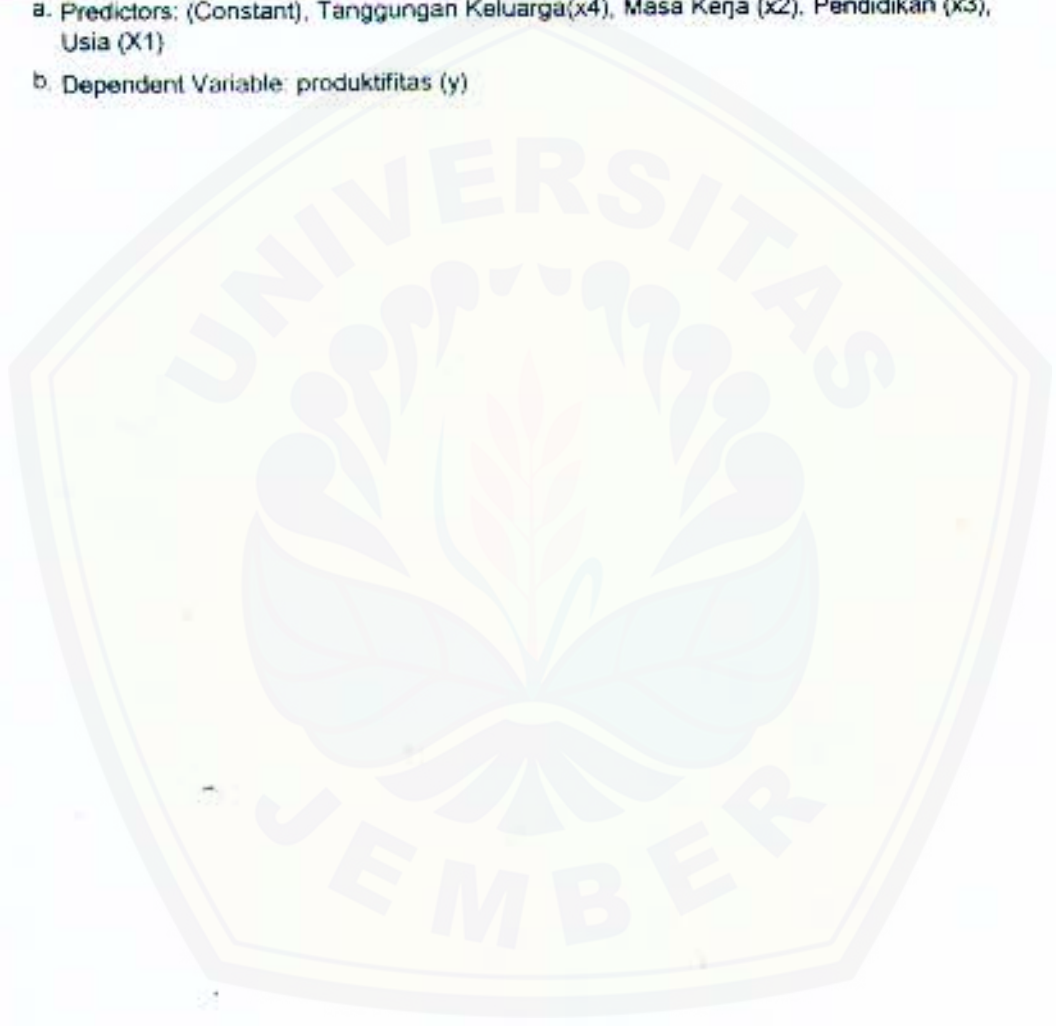 a. Predictors: (Constant), Tanggungan Keluarga(x4), Masa Kerja (x2), Pendidikan (x3),
Usia (X1)
b. Dependent Variable: produktifitas (y)
UNIVERSITAS
JEMBER